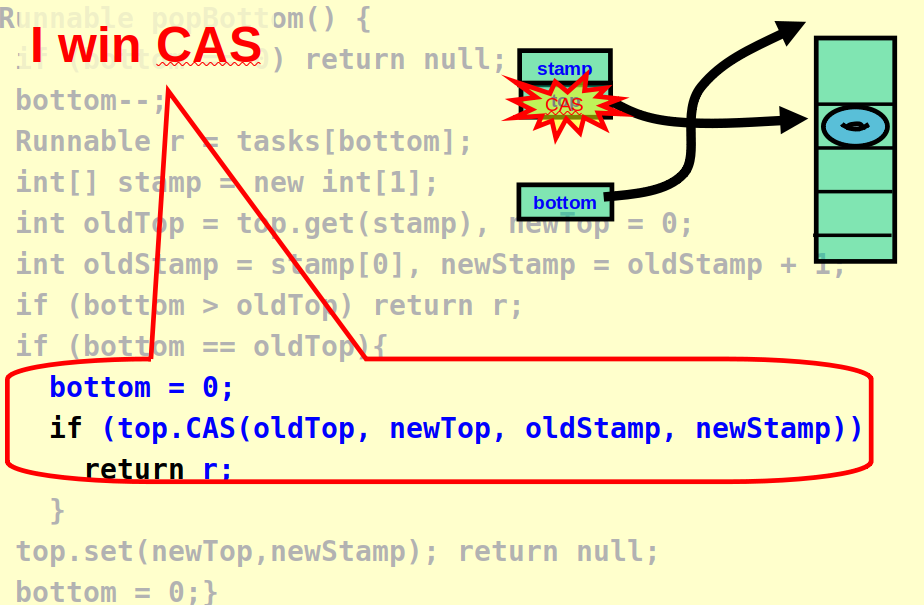 Runnable popBottom() {
I win CAS
if (bottom == 0) return null;
bottom--;
Runnable r = tasks[bottom];
int[] stamp = new int[1];
int oldTop = top.get(stamp), newTop = 0;
int oldStamp = stamp[0], newStamp = oldStamp + 1;
if (bottom > oldTop) return r;
if (bottom == oldTop){
bottom = 0;
if (top.CAS(oldTop, newTop, oldStamp, newStamp))
return r;
}
top.set(newTop,newStamp); return null;
bottom = 0;}
stamp
top
CAS
bottom